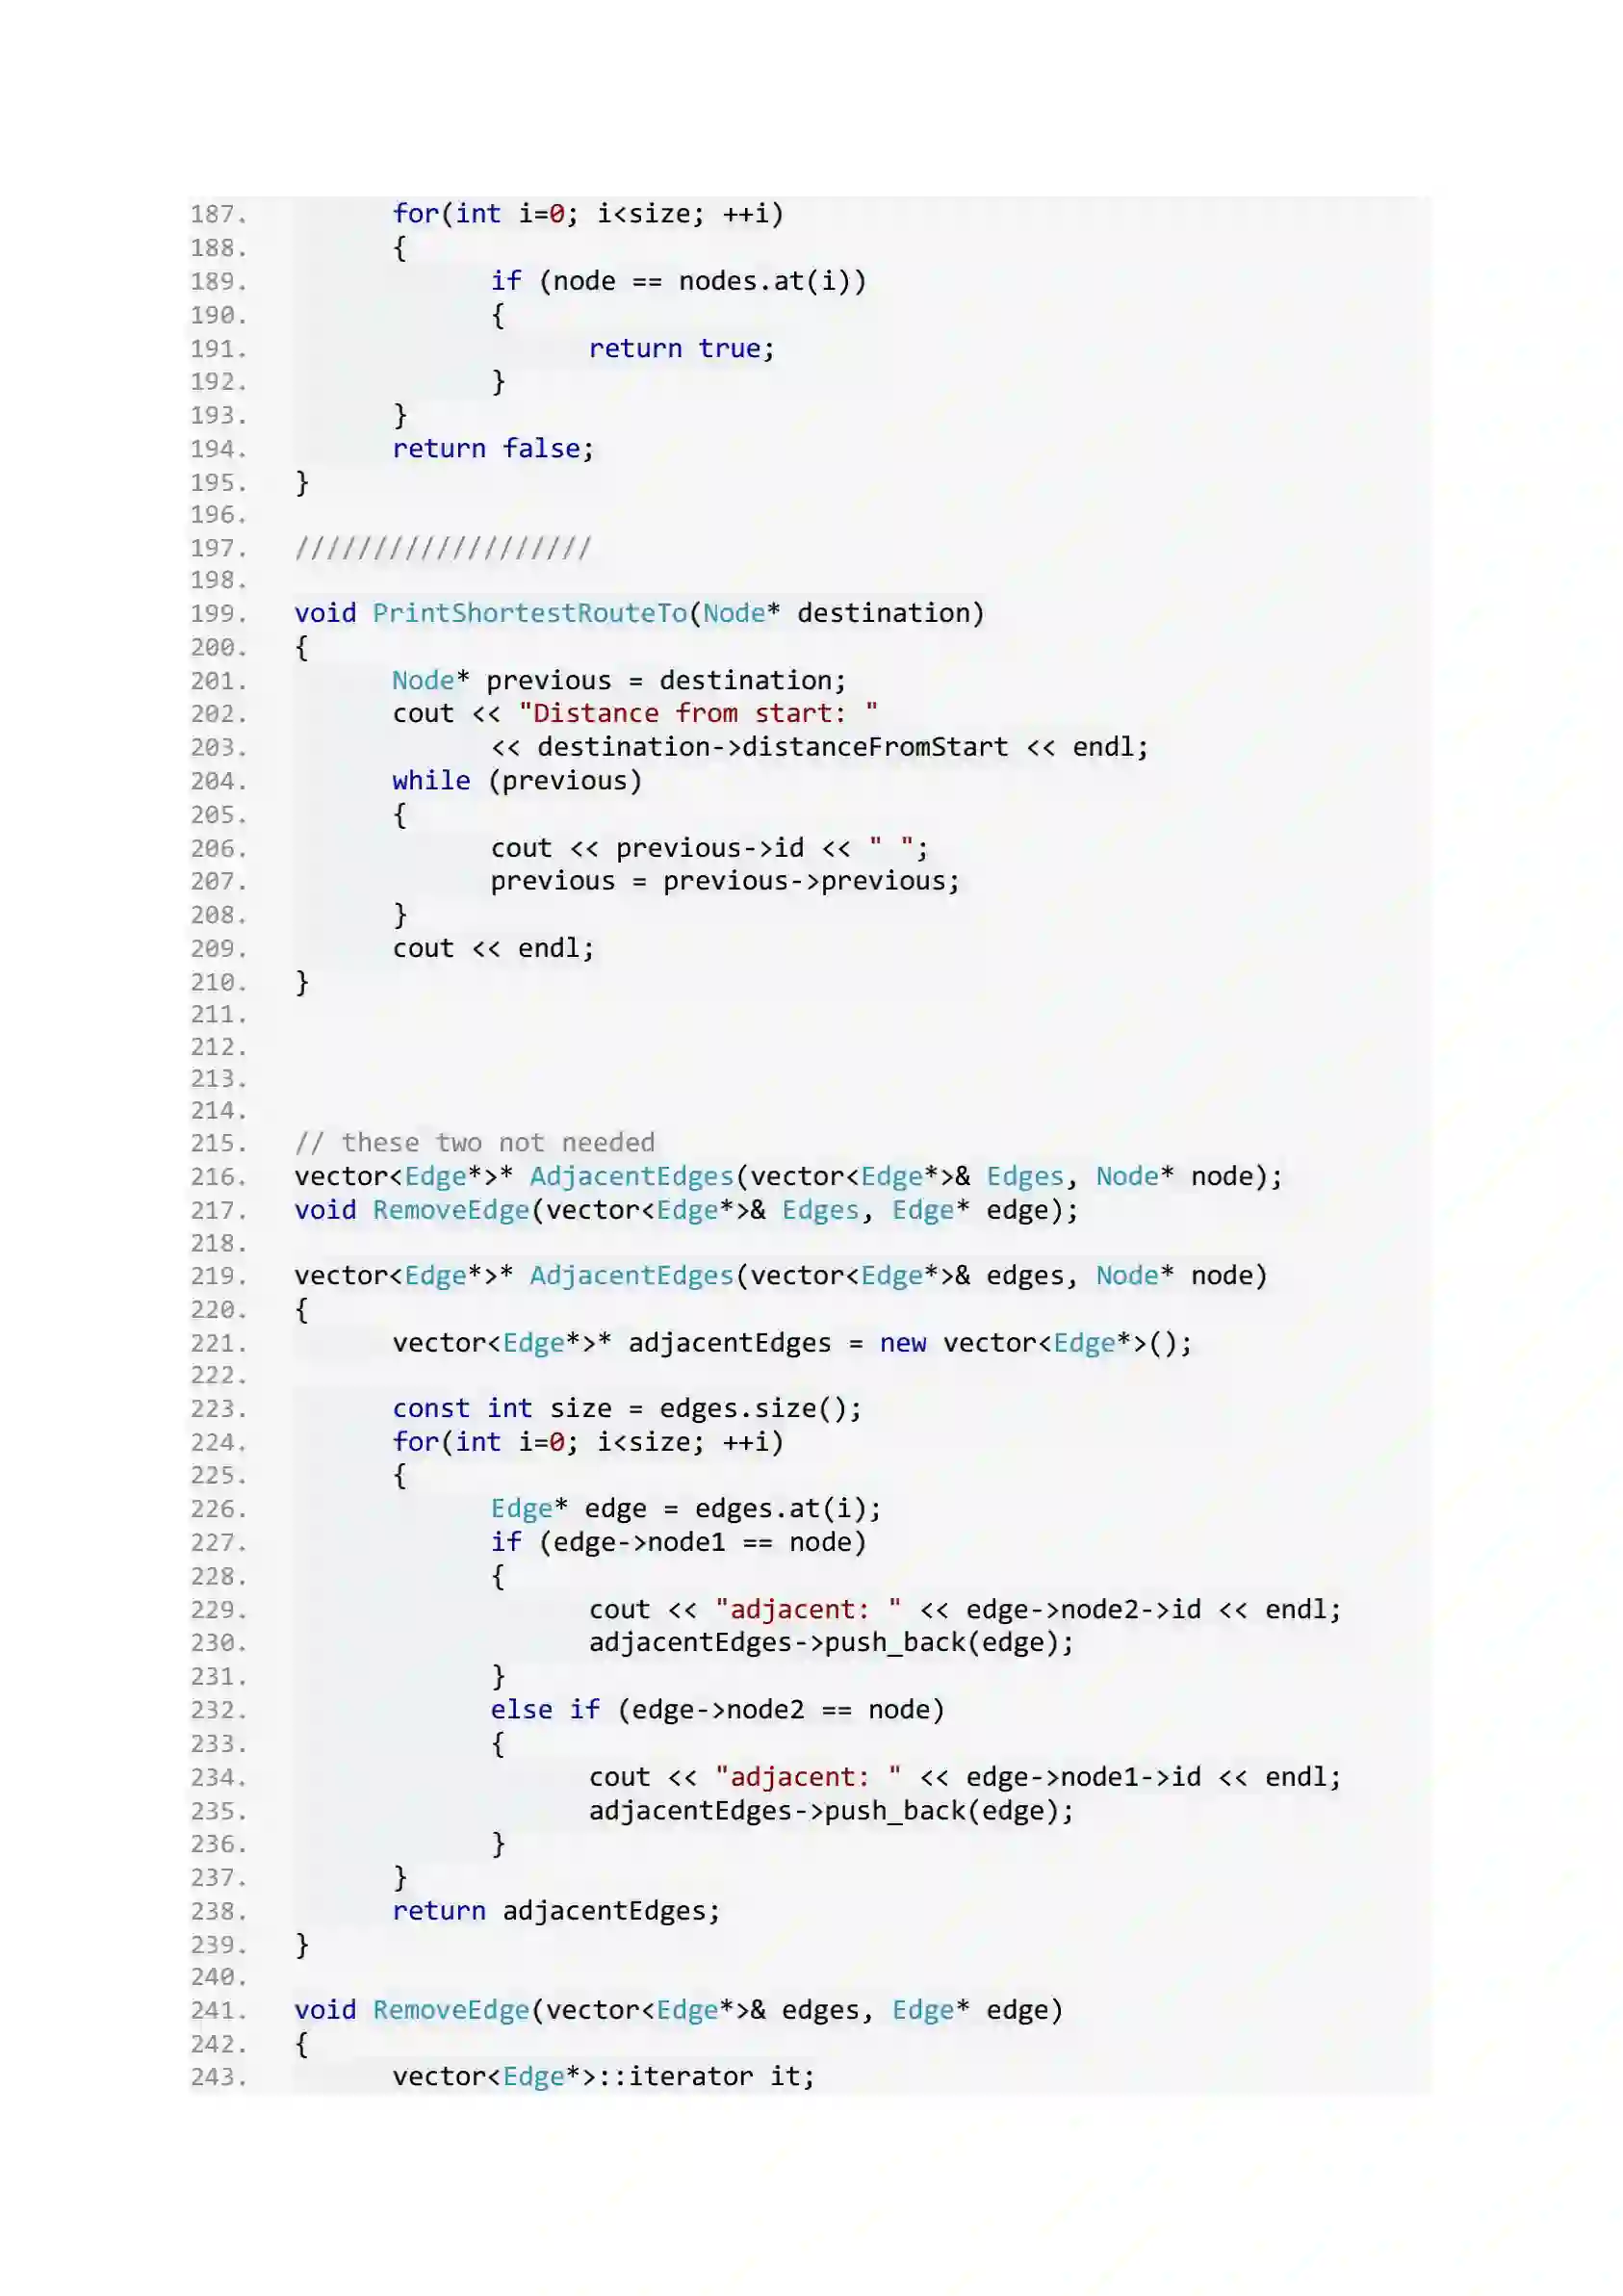 187. for(int i=0; i<size; ++i)
188. {
189. if (node == nodes.at(i))
190. {
191. return true;
192. }
193. }
194. return false;
195. }
196.
197. ///////////////////
198.
199. void PrintShortestRouteTo(Node* destination)
200. {
201. Node* previous = destination;
202. cout << "Distance from start: "
203. << destination->distanceFromStart << endl;
204. while (previous)
205. {
206. cout << previous->id << " ";
207. previous = previous->previous;
208. }
209. cout << endl;
210. }
211.
212.
213.
214.
215. // these two not needed
216. vector<Edge*>* AdjacentEdges(vector<Edge*>& Edges, Node* node);
217. void RemoveEdge(vector<Edge*>& Edges, Edge* edge);
218.
219. vector<Edge*>* AdjacentEdges(vector<Edge*>& edges, Node* node)
220. {
221. vector<Edge*>* adjacentEdges = new vector<Edge*>();
222.
223. const int size = edges.size();
224. for(int i=0; i<size; ++i)
225. {
226. Edge* edge = edges.at(i);
227. if (edge->node1 == node)
228. {
229. cout << "adjacent: " << edge->node2->id << endl;
230. adjacentEdges->push_back(edge);
231. }
232. else if (edge->node2 == node)
233. {
234. cout << "adjacent: " << edge->node1->id << endl;
235. adjacentEdges->push_back(edge);
236. }
237. }
238. return adjacentEdges;
239. }
240.
241. void RemoveEdge(vector<Edge*>& edges, Edge* edge)
242. {
243. vector<Edge*>::iterator it;